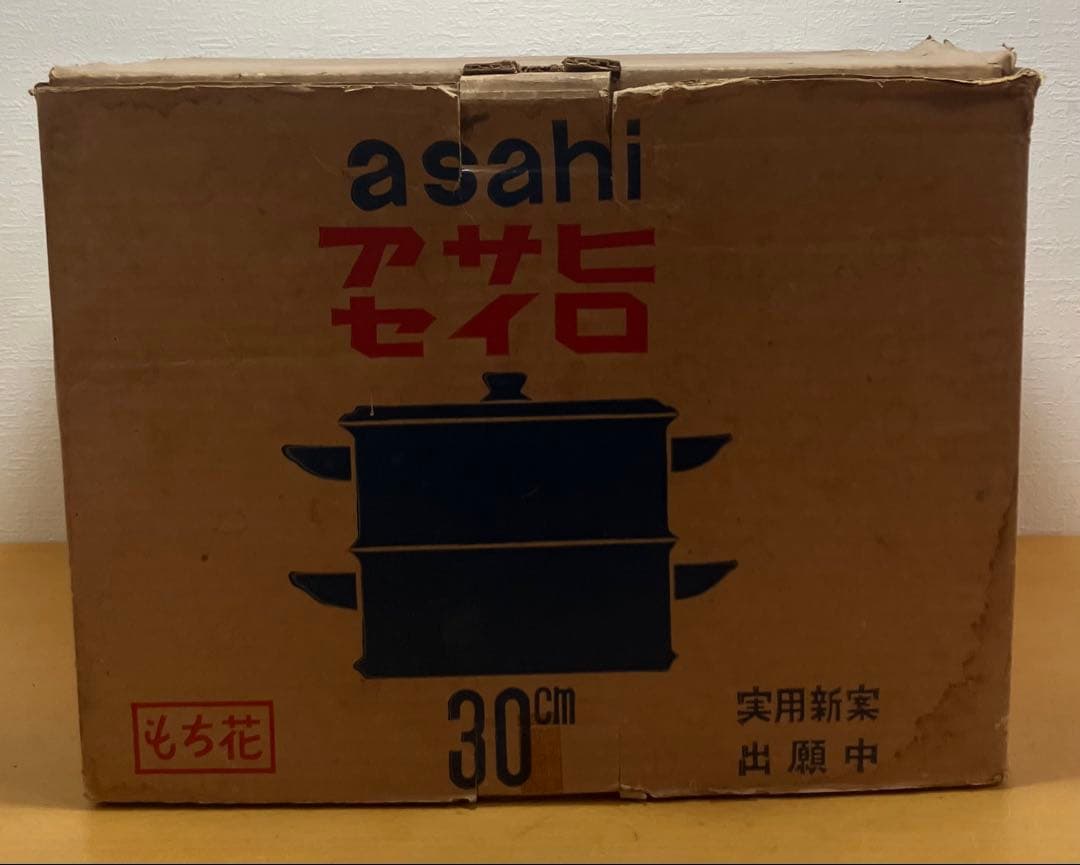 asahi
アサヒ
セイロ
もち花
30cm
実用新案
出願中